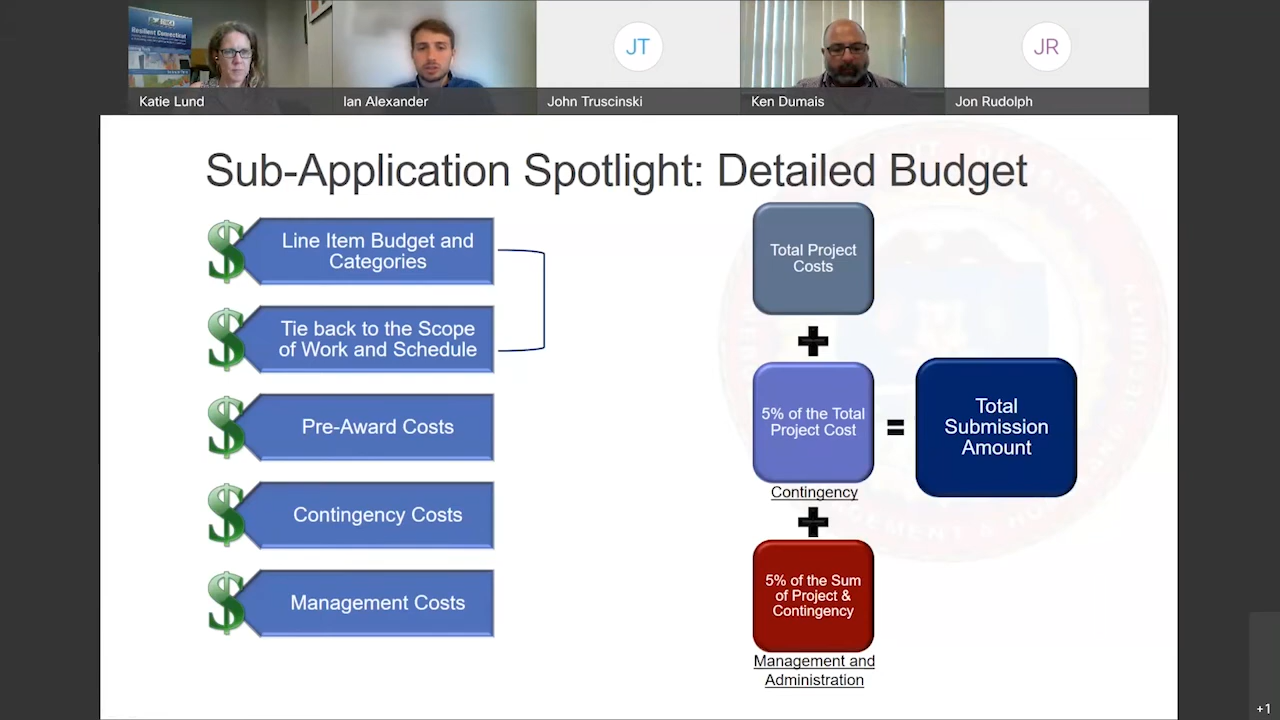 Resilient Connecticut
Katie Lund
Ian Alexander
JT
John Truscinski
Ken Dumais
JR
Jon Rudolph
Sub-Application Spotlight: Detailed Budget
Line Item Budget and
Categories
Tie back to the Scope
of Work and Schedule
Pre-Award Costs
Contingency Costs
Management Costs
Total Project
Costs
+
5% of the Total
Project Cost
Contingency
+
5% of the Sum
of Project &
Contingency
Management and
Administration
=
Total
Submission
Amount
+1